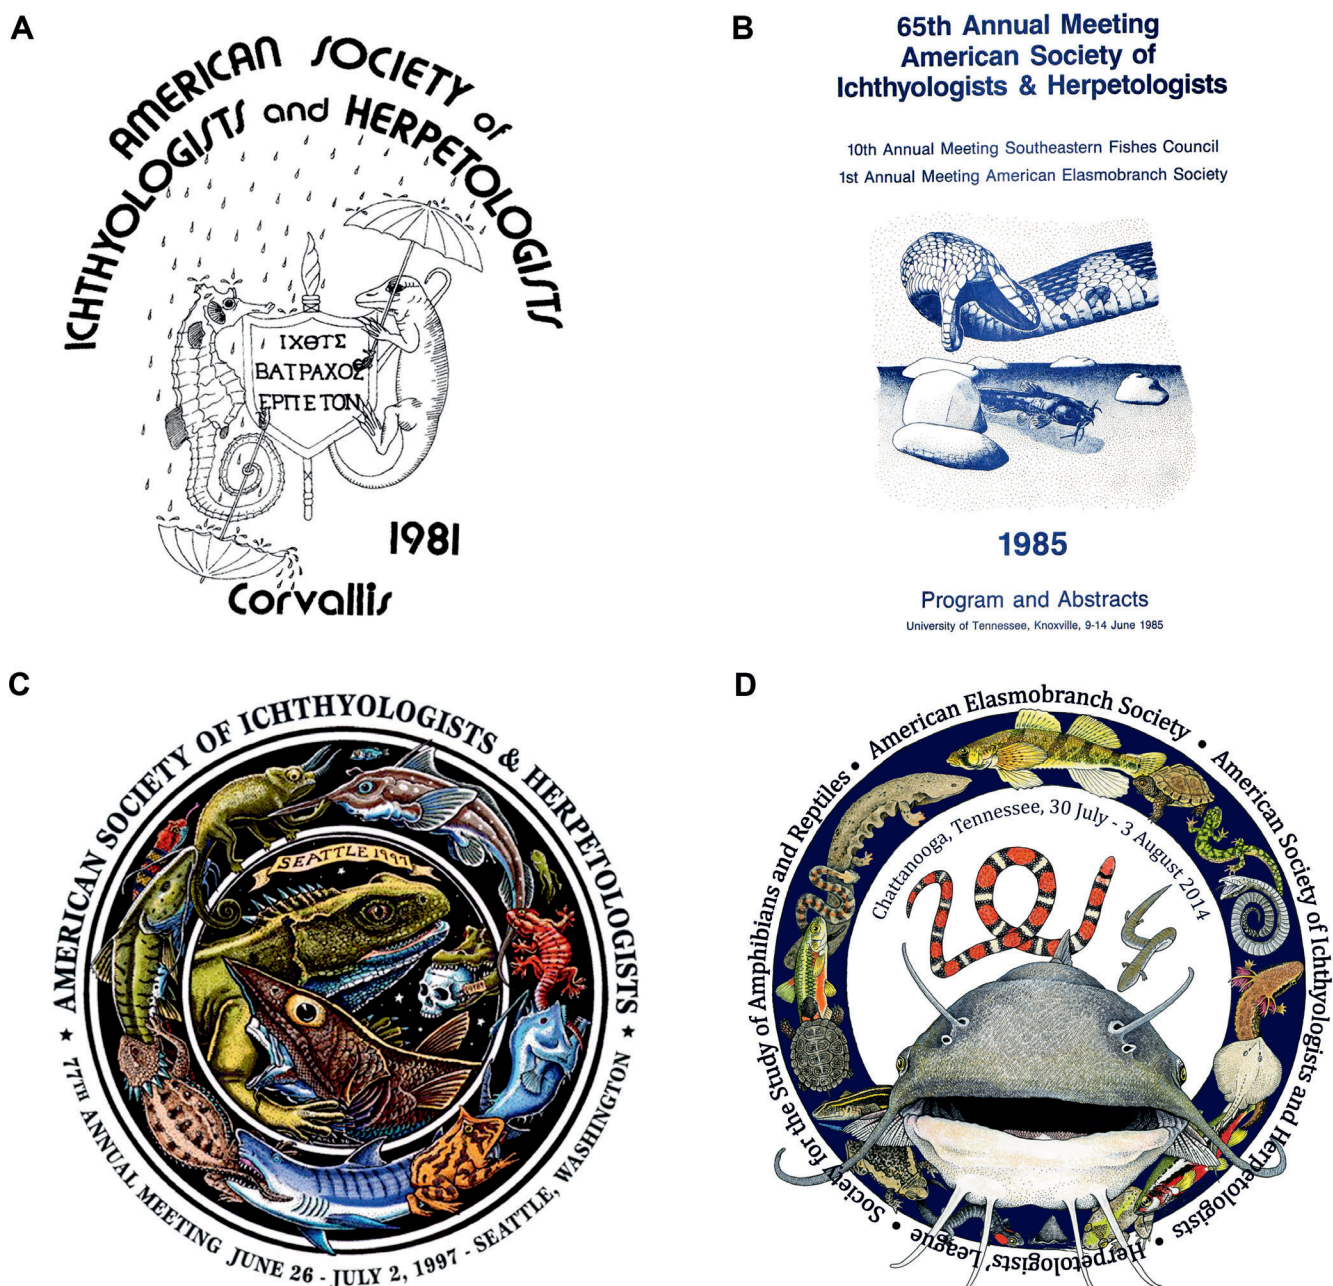 A
AMERICAN SOCIETY of
ICHTHYOLOGISTS and HERPETOLOGISTS
ΙΧΘΤΣ
ΒΑΤΡΑΧΟΣ
ΕΡΠΕΤΟΝ
1981
Corvallis
B
65th Annual Meeting
American Society of
Ichthyologists & Herpetologists
10th Annual Meeting Southeastern Fishes Council
1st Annual Meeting American Elasmobranch Society
1985
Program and Abstracts
University of Tennessee, Knoxville, 9-14 June 1985
C
★ AMERICAN SOCIETY OF ICHTHYOLOGISTS & HERPETOLOGISTS ★
SEATTLE 1997
77TH ANNUAL MEETING JUNE 26 - JULY 2, 1997 - SEATTLE, WASHINGTON
D
Society for the Study of Amphibians and Reptiles • American Elasmobranch Society • American Society of Ichthyologists and Herpetologists • Herpetologists' League •
Chattanooga, Tennessee, 30 July - 3 August 2014
2014